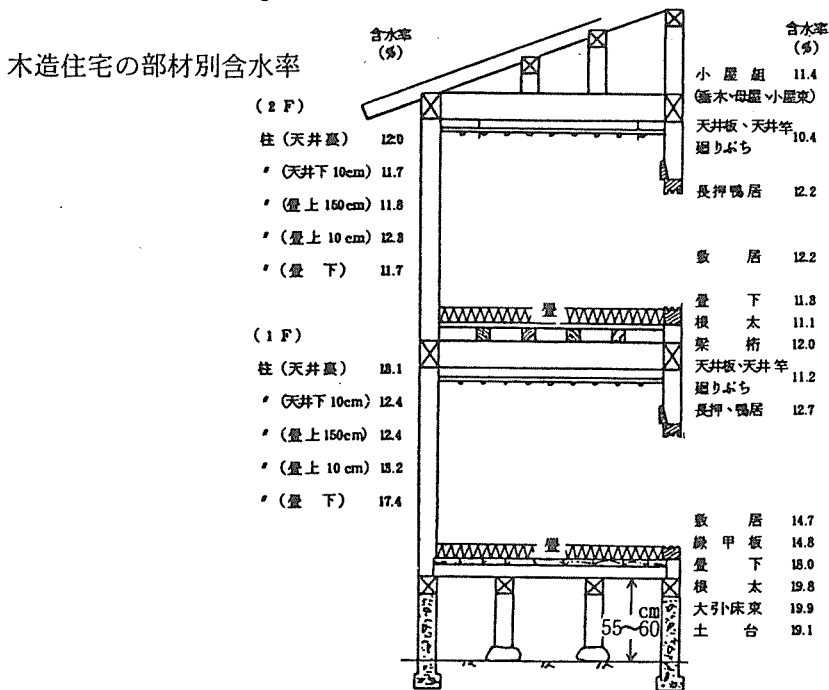 木造住宅の部材別含水率
含水率
(%)
(2 F)
柱(天井裏) 12.0
〃(天井下10cm) 11.7
〃(畳上150cm) 11.8
〃(畳上10cm) 12.3
〃(畳 下) 11.7
(1 F)
柱(天井裏) 13.1
〃(天井下10cm) 12.4
〃(畳上150cm) 12.4
〃(畳上10cm) 13.2
〃(畳 下) 17.4
畳
畳
cm
55~60
含水率
(%)
小屋組 11.4
(垂木、母屋、小屋束)
天井板、天井竿 10.4
廻りぶち
長押鴨居 12.2
敷居 12.2
畳下 11.3
根太 11.1
梁桁 12.0
天井板、天井竿 11.2
廻りぶち
長押、鴨居 12.7
敷居 14.7
縁甲板 14.8
畳下 18.0
根太 19.8
大引床束 19.9
土台 19.1